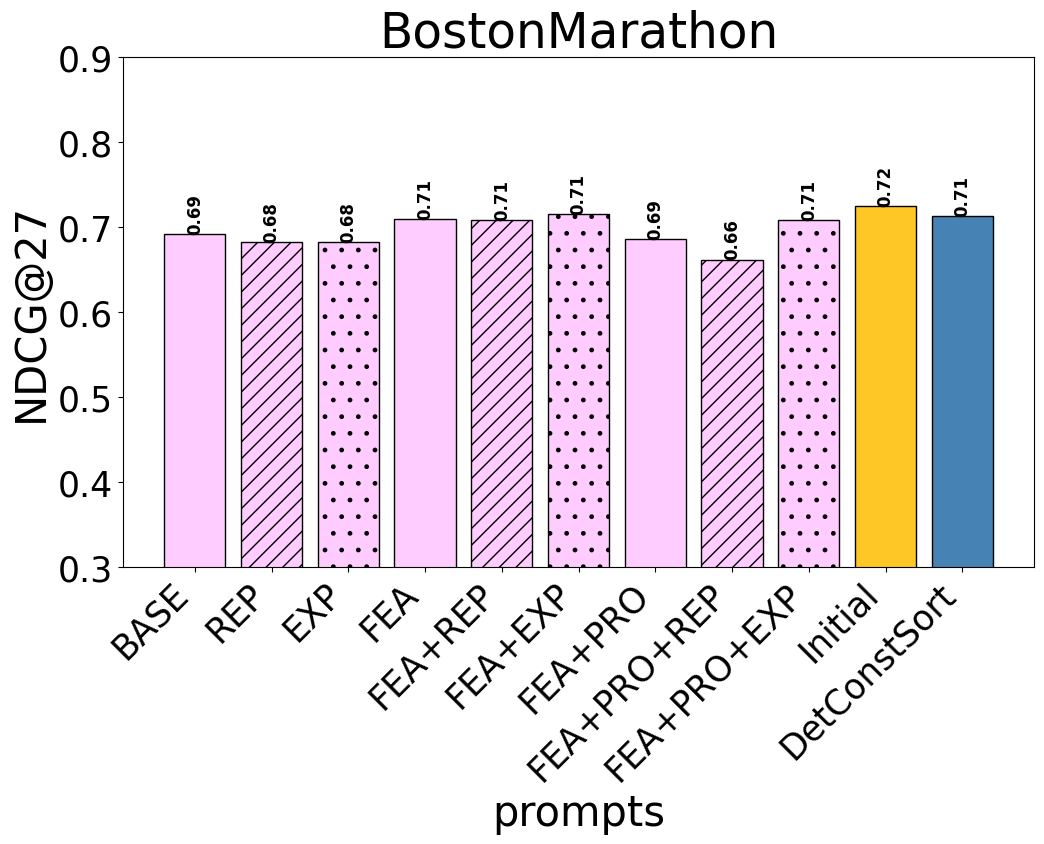 BostonMarathon
NDCG@27
0.9
0.8
0.7
0.6
0.5
0.4
0.3
0.69
0.68
0.68
0.71
0.71
0.71
0.69
0.66
0.71
0.72
0.71
BASE
REP
EXP
FEA
FEA+REP
FEA+EXP
FEA+PRO
FEA+PRO+REP
FEA+PRO+EXP
Initial
DetConstSort
prompts